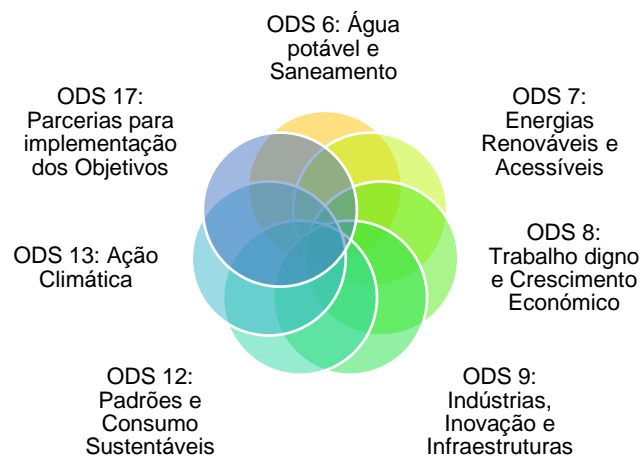 ODS 6: Água
potável e
Saneamento
ODS 7:
Energias
Renováveis e
Acessíveis
ODS 8:
Trabalho digno
e Crescimento
Económico
ODS 9:
Indústrias,
Inovação e
Infraestruturas
ODS 12:
Padrões e
Consumo
Sustentáveis
ODS 13: Ação
Climática
ODS 17:
Parcerias para
implementação
dos Objetivos